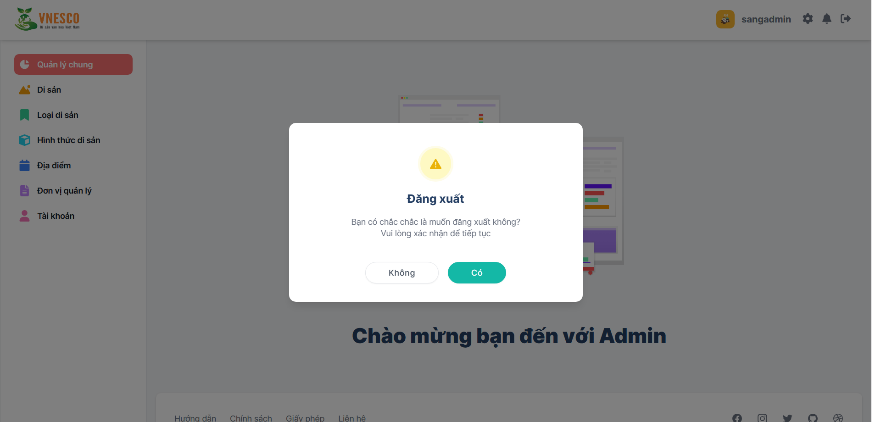 VNESCO
sangadmin
Quản lý chung
Di sản
Loại di sản
Hình thức di sản
Địa điểm
Đơn vị quản lý
Tài khoản
Đăng xuất
Bạn có chắc chắc là muốn đăng xuất không?
Vui lòng xác nhận để tiếp tục
Không
Có
Chào mừng bạn đến với Admin
Hướng dẫn
Chính sách
Giấy phép
Liên hệ